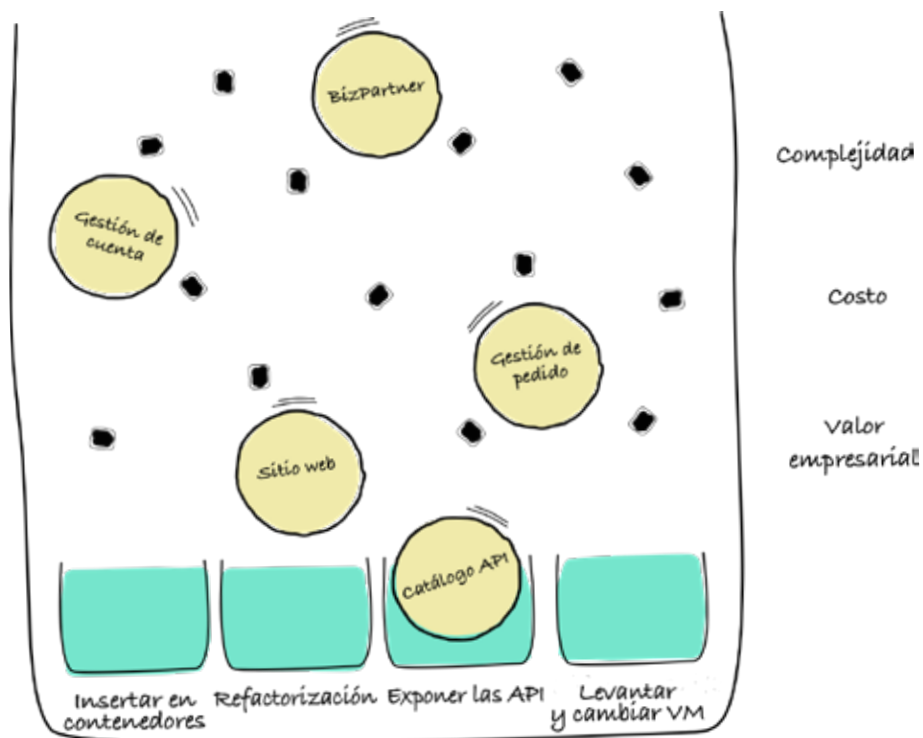 BizPartner
Complejidad
Gestión de
cuenta
Costo
Gestión de
pedido
Valor
empresarial
Sitio web
Catálogo API
Insertar en
contenedores
Refactorización
Exponer las API
Levantar
y cambiar VM